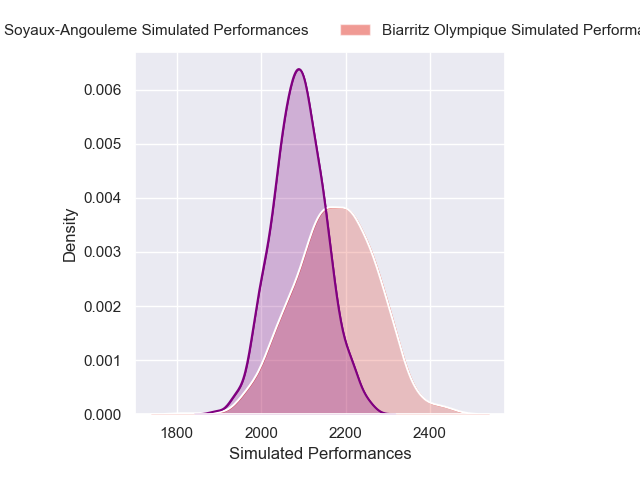 Soyaux-Angouleme Simulated Performances
Biarritz Olympique Simulated Performa
0.006
0.005
0.004
0.003
0.002
0.001
0.000
Density
1800 2000 2200 2400
Simulated Performances